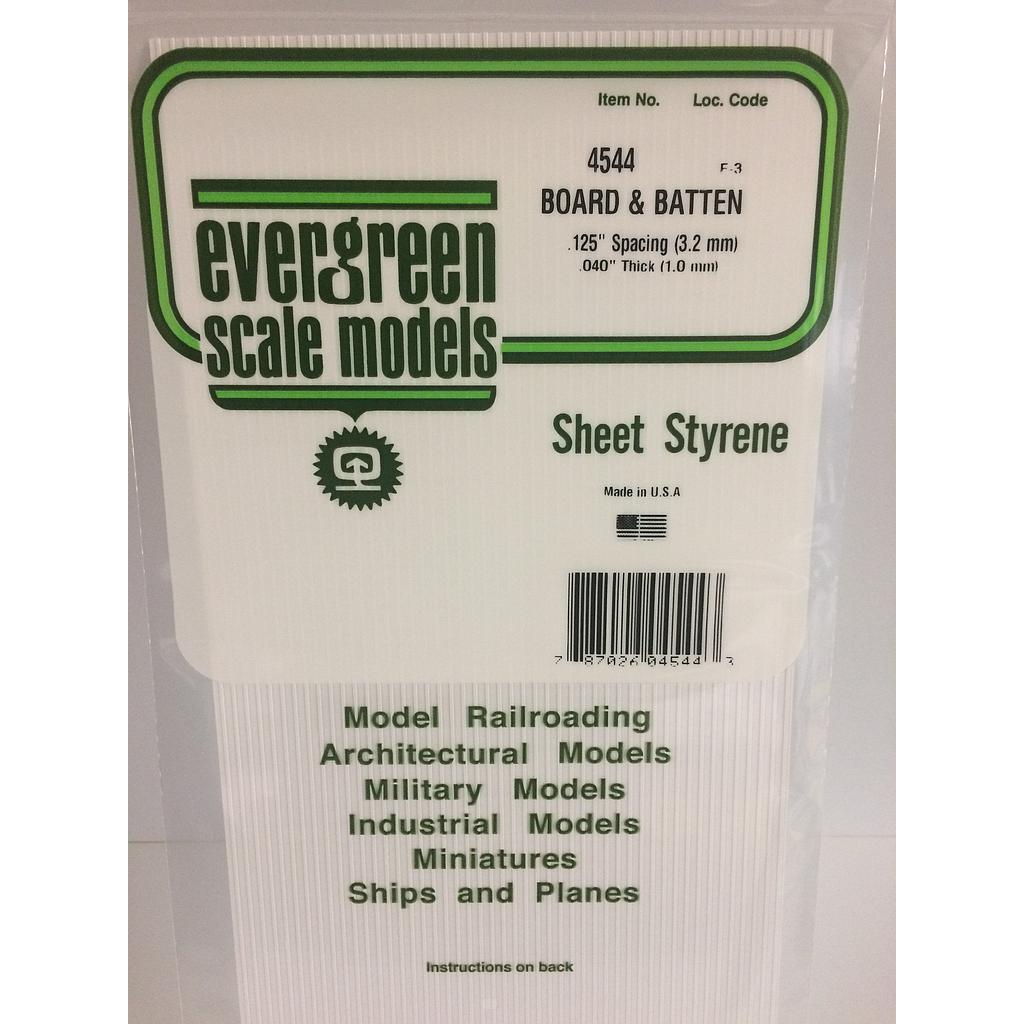 Item No. Loc. Code
4544 F-3
BOARD & BATTEN
.125" Spacing (3.2 mm)
.040" Thick (1.0 mm)
evergreen
scale models
Sheet Styrene
Made in U.S.A
7 87026 04544 3
Model Railroading
Architectural Models
Military Models
Industrial Models
Miniatures
Ships and Planes
Instructions on back